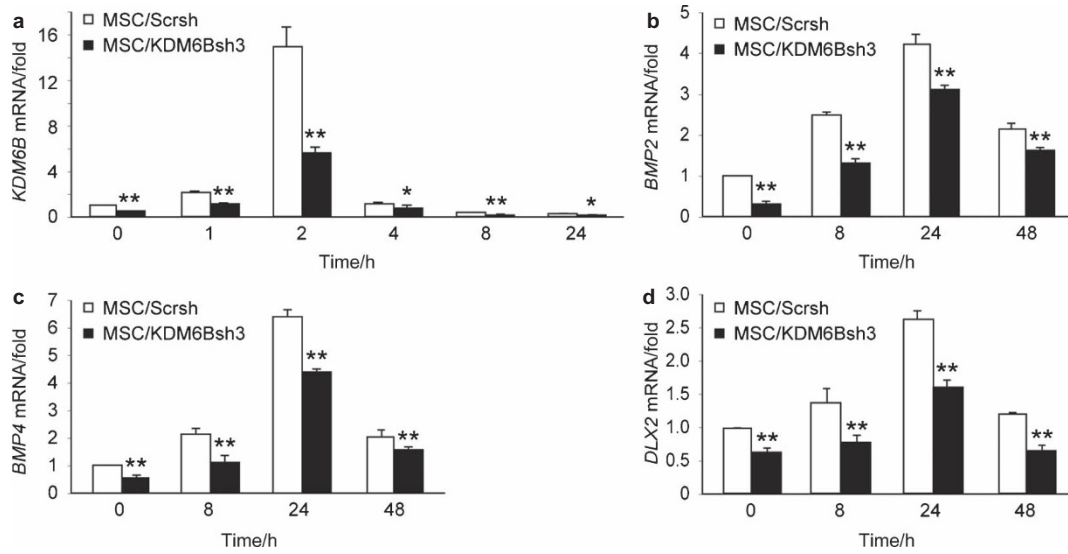 a
MSC/Scrsh
MSC/KDM6Bsh3
KDM6B mRNA/fold
16
12
8
4
0
** ** ** * ** *
0 1 2 4 8 24
Time/h
b
MSC/Scrsh
MSC/KDM6Bsh3
BMP2 mRNA/fold
5
4
3
2
1
0
** ** ** **
0 8 24 48
Time/h
c
MSC/Scrsh
MSC/KDM6Bsh3
BMP4 mRNA/fold
7
6
5
4
3
2
1
0
** ** ** **
0 8 24 48
Time/h
d
MSC/Scrsh
MSC/KDM6Bsh3
DLX2 mRNA/fold
3.0
2.5
2.0
1.5
1.0
0.5
0
** ** ** **
0 8 24 48
Time/h